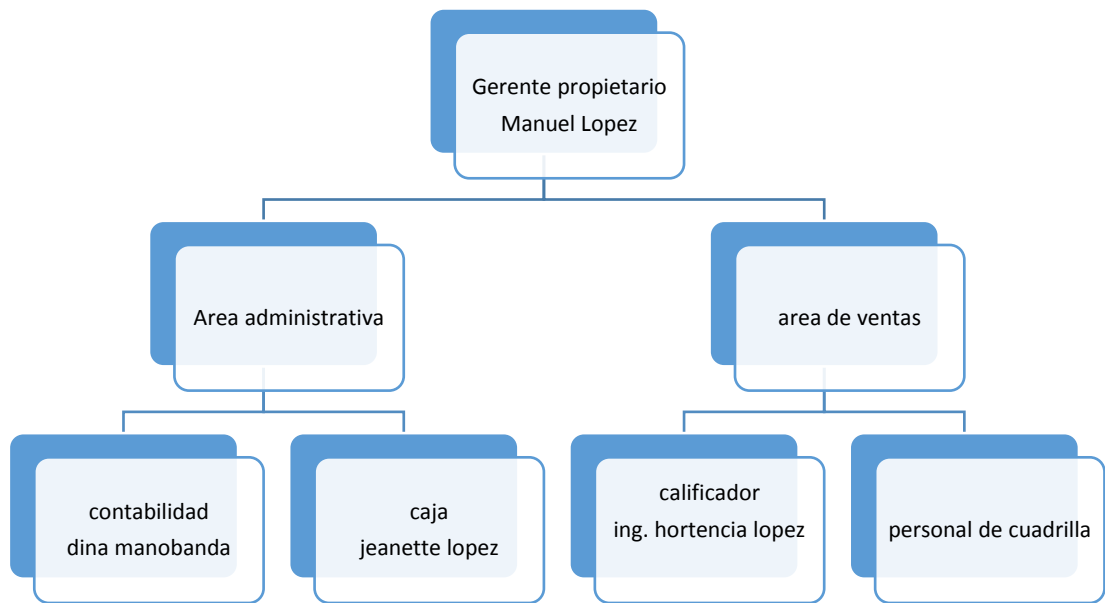 Gerente propietario
Manuel Lopez
Area administrativa
area de ventas
contabilidad
dina manobanda
caja
jeanette lopez
calificador
ing. hortencia lopez
personal de cuadrilla